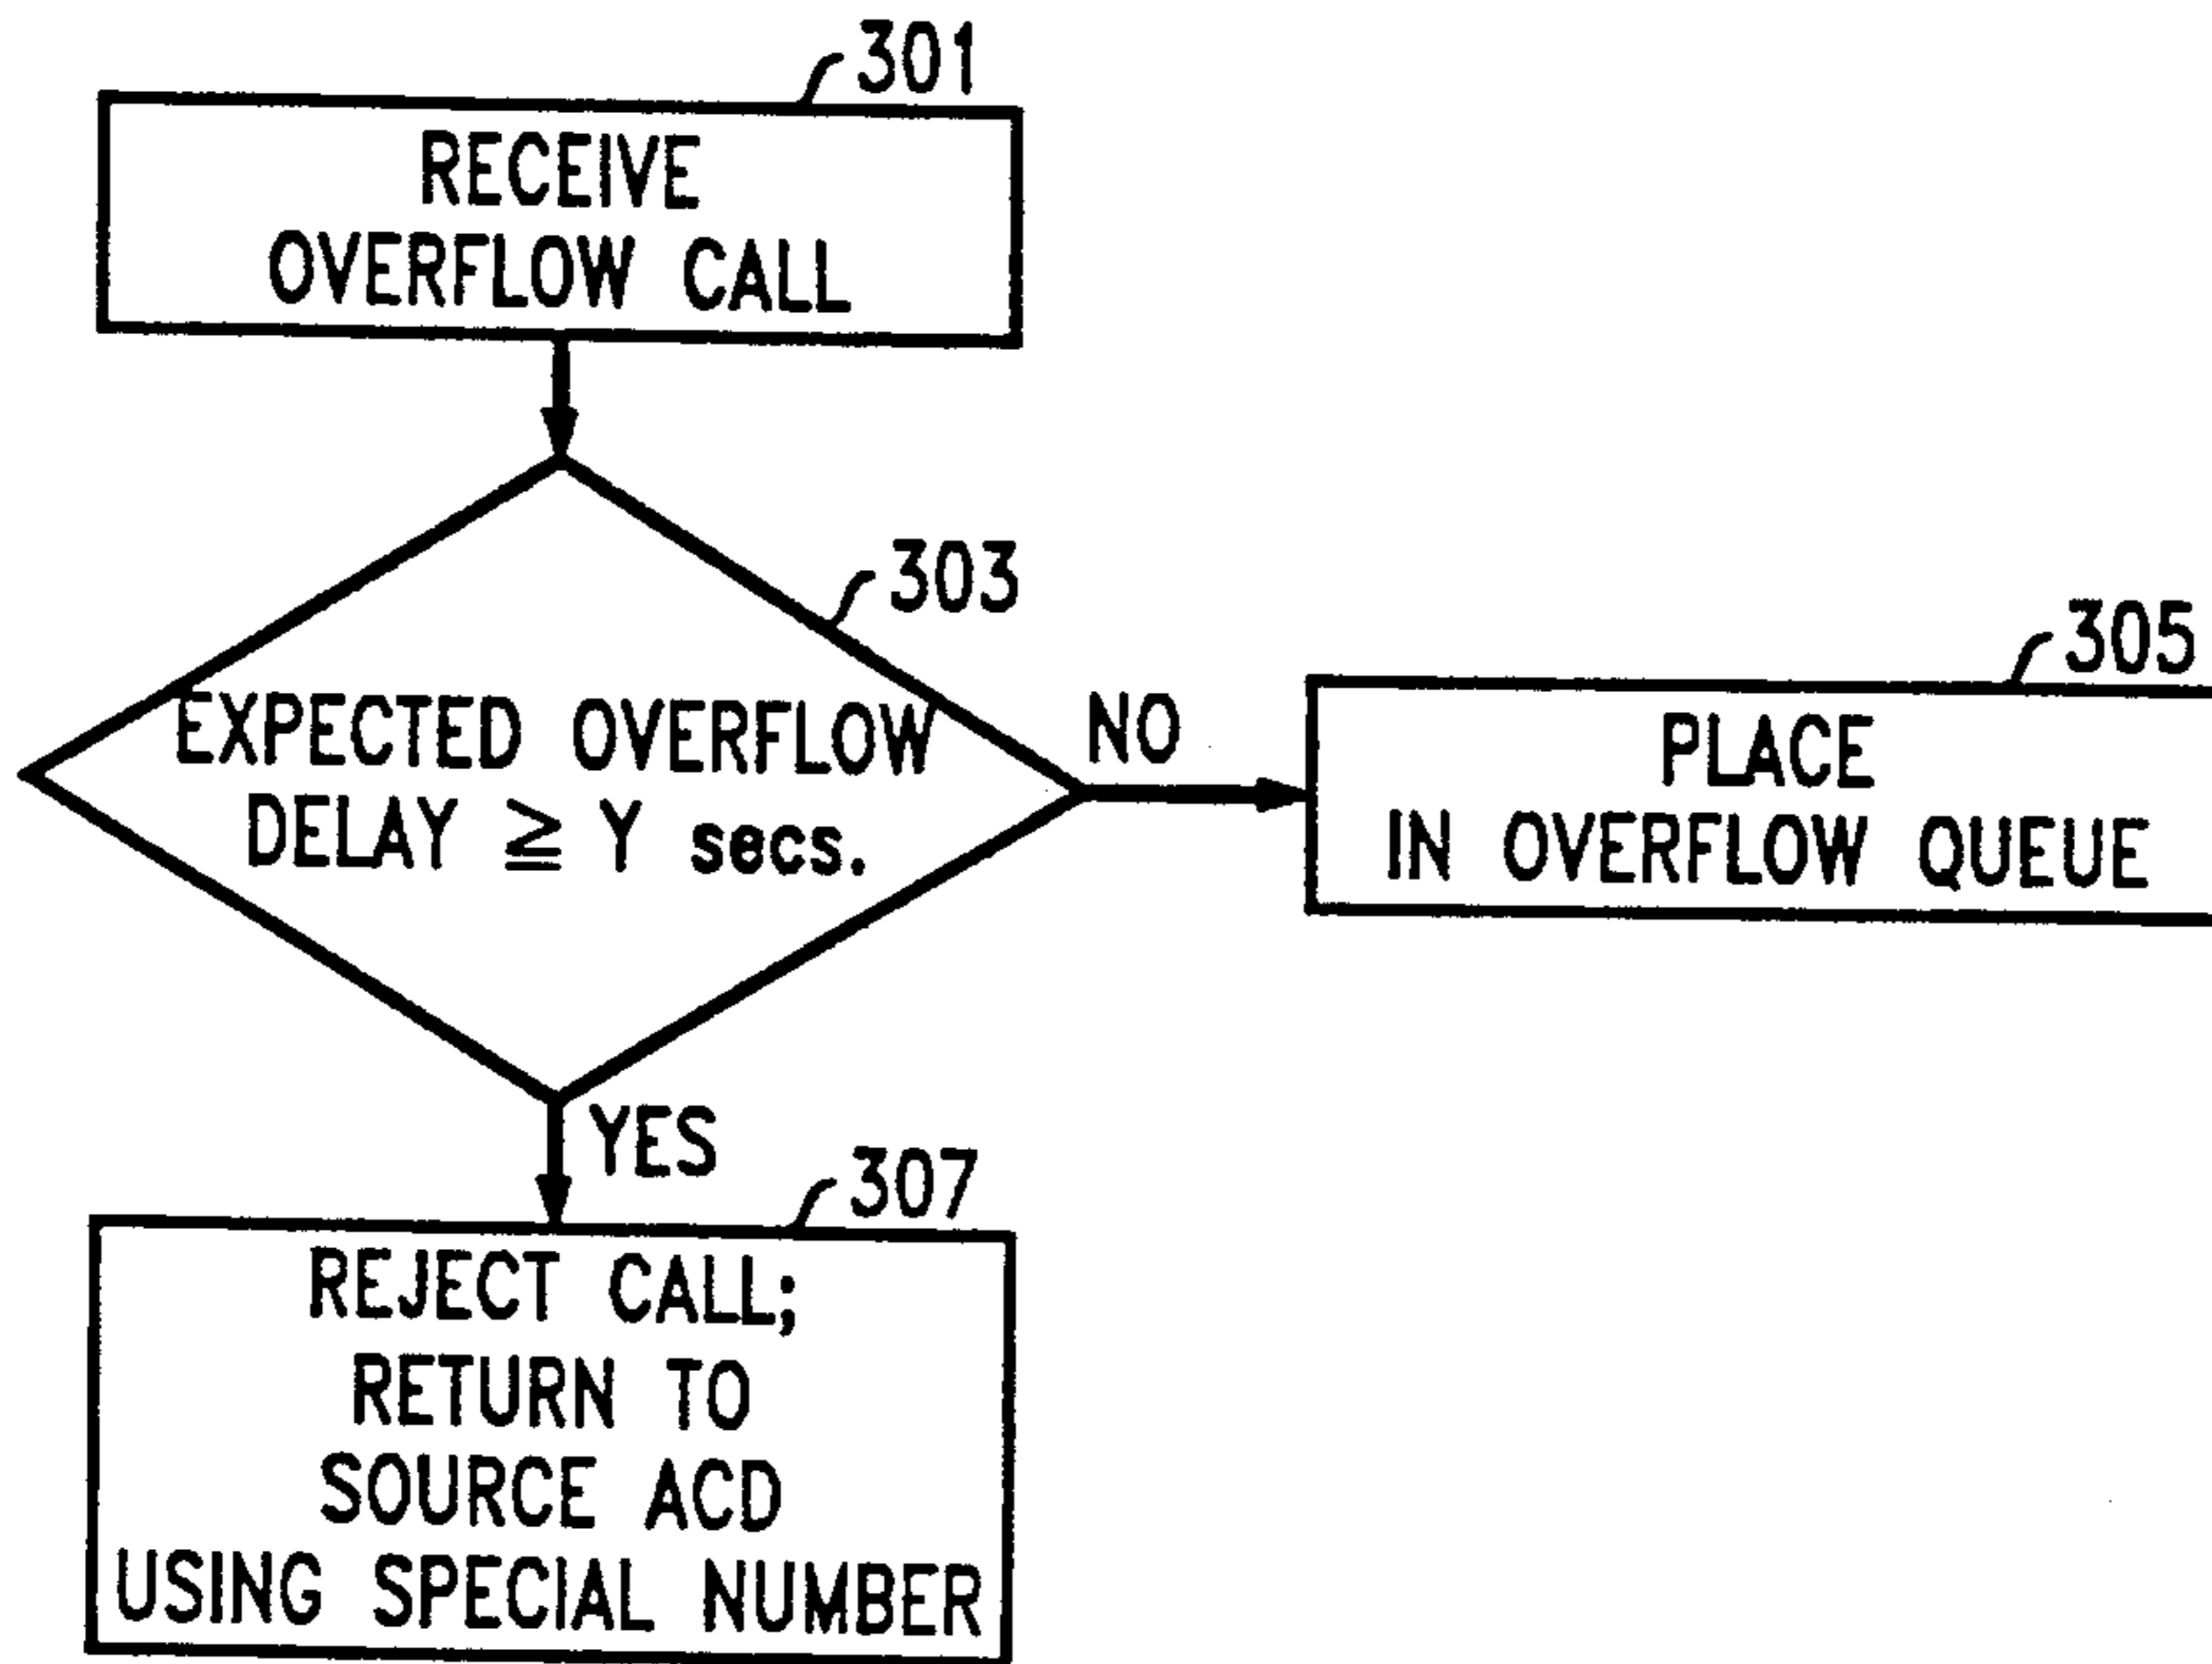 301
RECEIVE
OVERFLOW CALL
303
EXPECTED OVERFLOW
DELAY ≧ Y secs.
NO
305
PLACE
IN OVERFLOW QUEUE
YES
307
REJECT CALL;
RETURN TO
SOURCE ACD
USING SPECIAL NUMBER